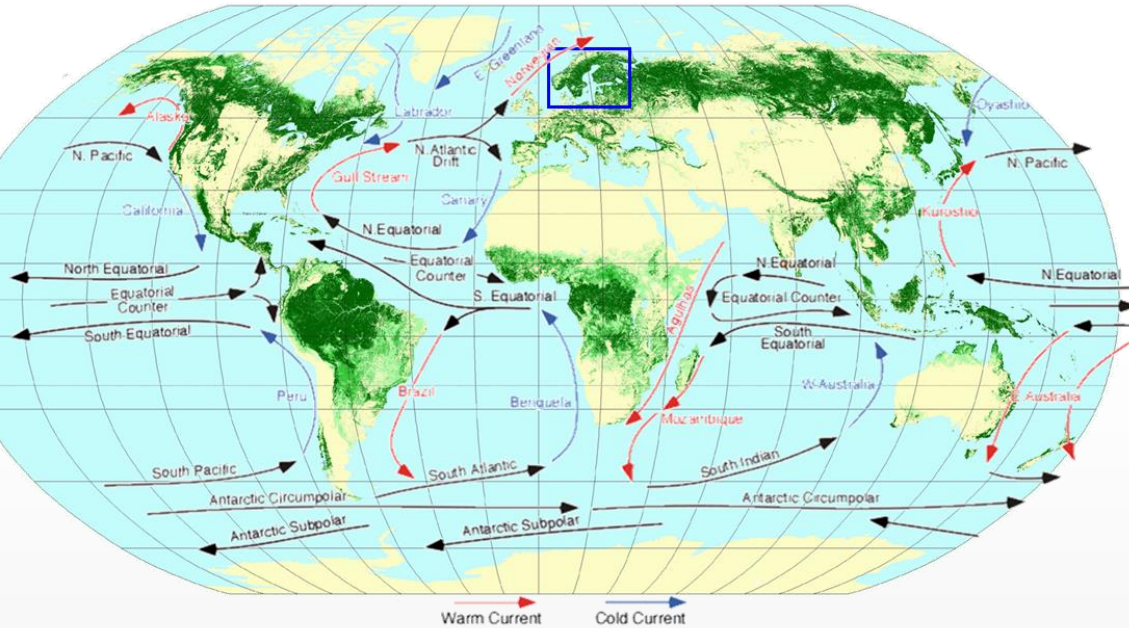 E. Greenland
Norwegian
Labrador
Oyashio
Alaska
N. Pacific
N. Atlantic
Drift
N. Pacific
Gulf Stream
California
Canary
Kuroshio
N. Equatorial
North Equatorial
Equatorial
Counter
N. Equatorial
N. Equatorial
Equatorial
Counter
S. Equatorial
Equatorial Counter
South Equatorial
South
Equatorial
Agulhas
Peru
Brazil
Benguela
W. Australia
E. Australia
Mozambique
South Pacific
South Atlantic
South Indian
Antarctic Circumpolar
Antarctic Circumpolar
Antarctic Subpolar
Antarctic Subpolar
Warm Current
Cold Current